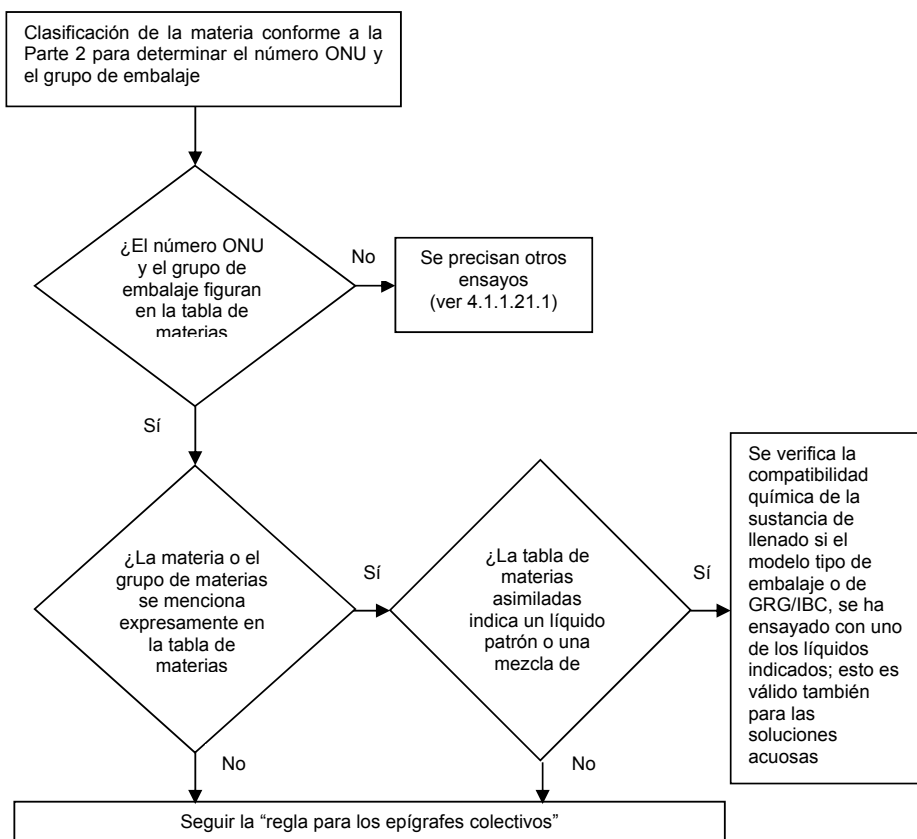 Clasificación de la materia conforme a la
Parte 2 para determinar el número ONU y
el grupo de embalaje
¿El número ONU
y el grupo de
embalaje figuran
en la tabla de
materias
No
Se precisan otros
ensayos
(ver 4.1.1.21.1)
Sí
¿La materia o el
grupo de materias
se menciona
expresamente en
la tabla de
materias
Sí
¿La tabla de
materias
asimiladas
indica un líquido
patrón o una
mezcla de
Sí
Se verifica la
compatibilidad
química de la
sustancia de
llenado si el
modelo tipo de
embalaje o de
GRG/IBC, se ha
ensayado con uno
de los líquidos
indicados; esto es
válido también
para las
soluciones
acuosas
No
No
Seguir la “regla para los epígrafes colectivos”